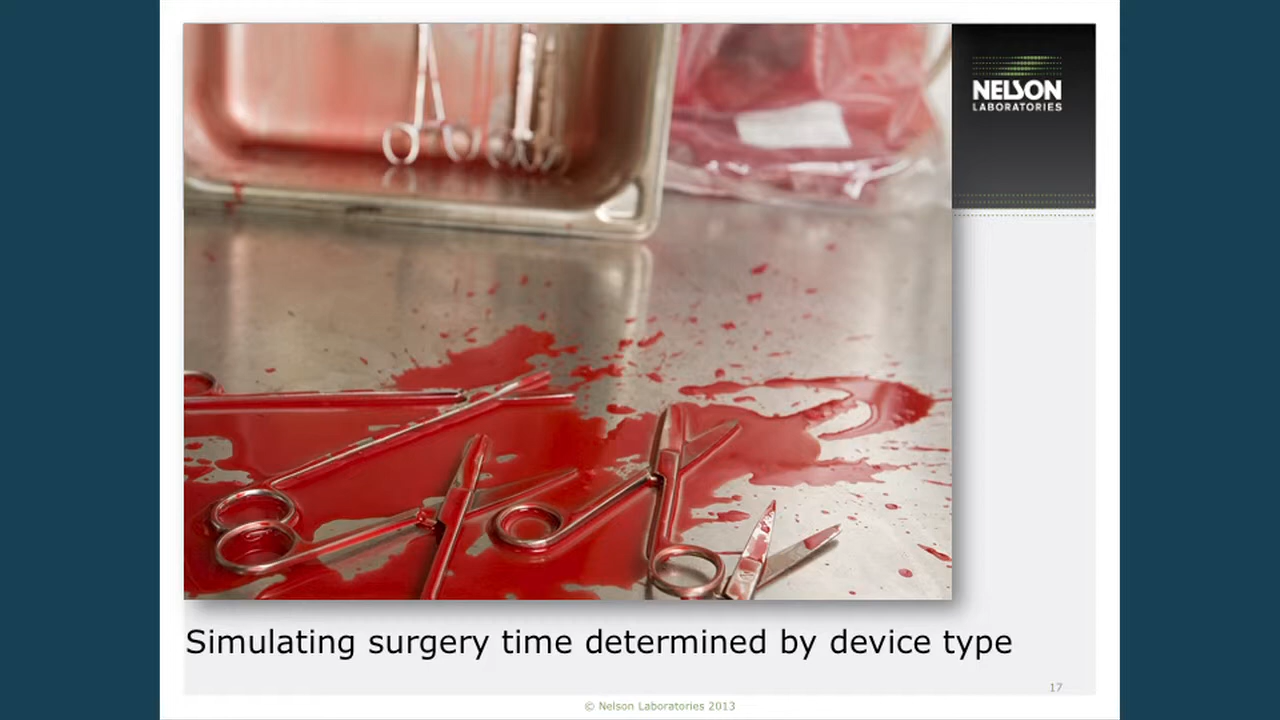 NELSON
LABORATORIES
Simulating surgery time determined by device type
17
© Nelson Laboratories 2013